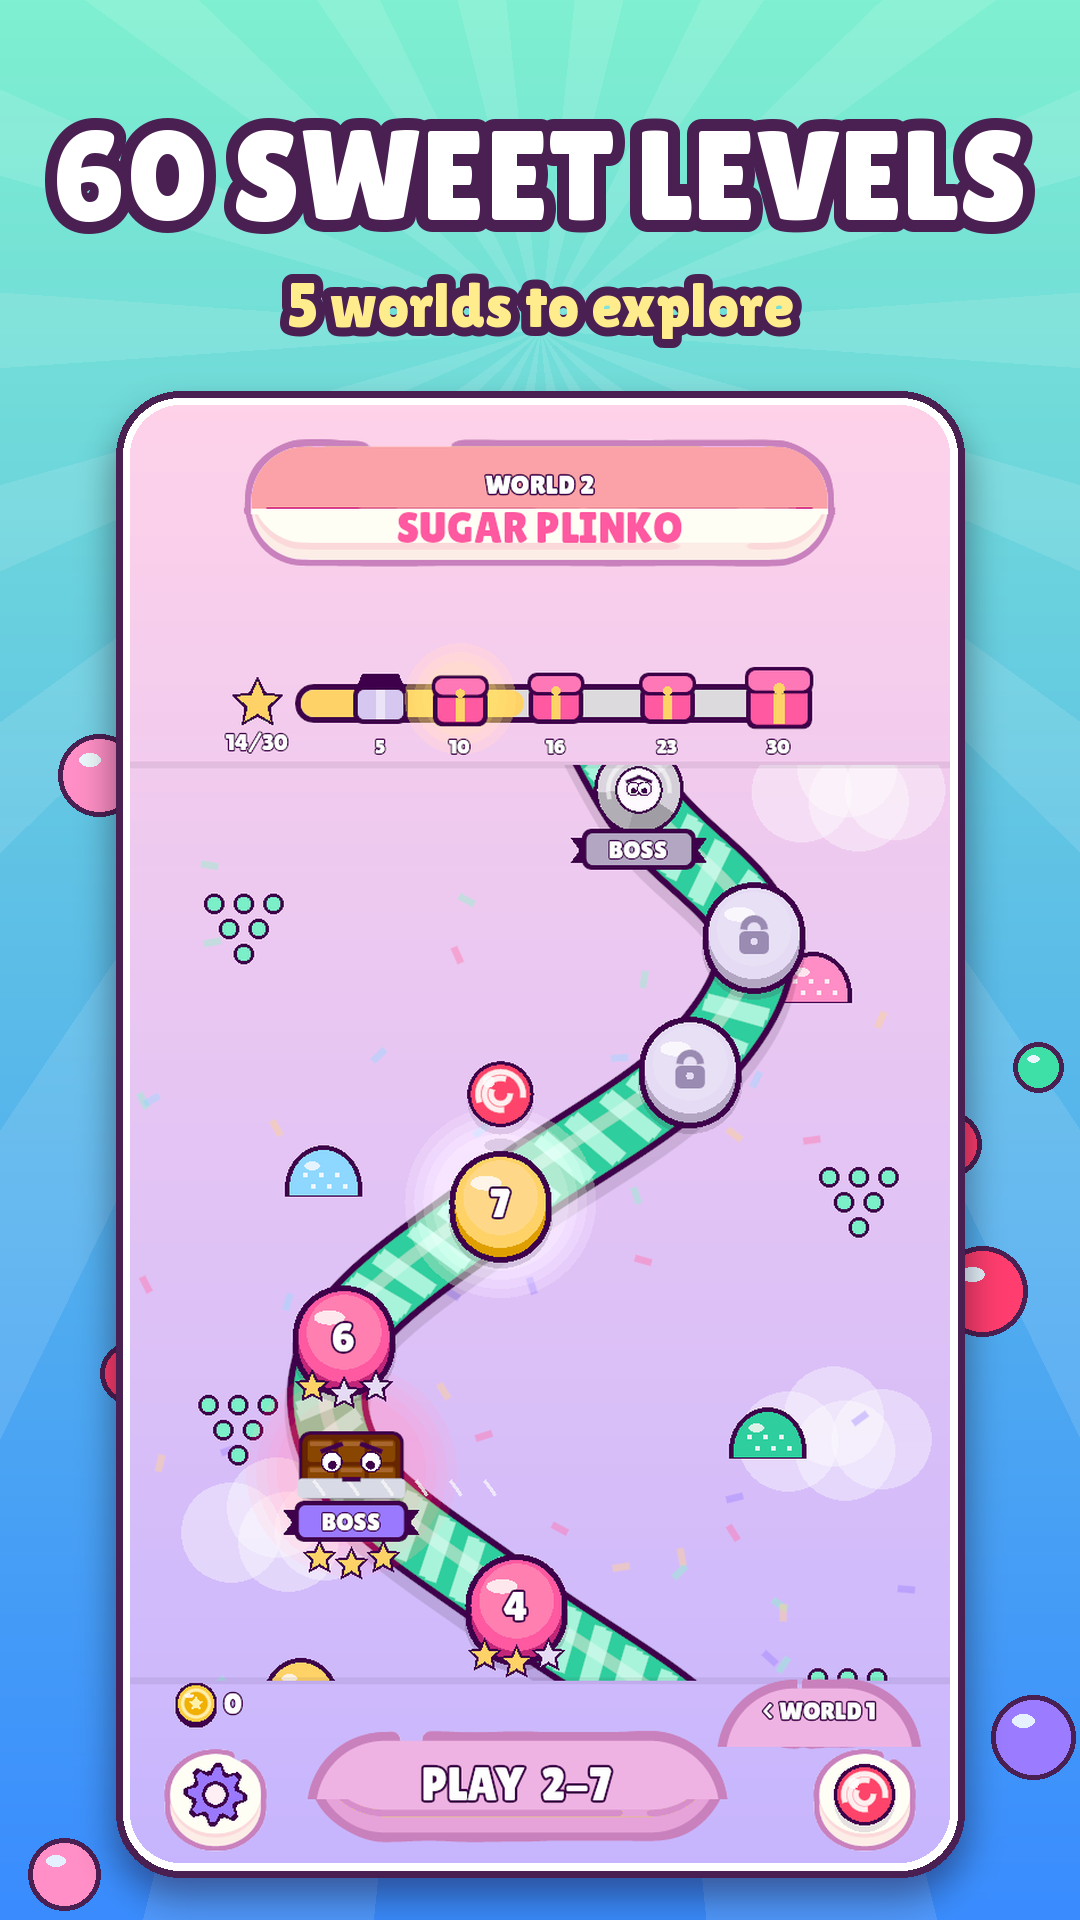 60 SWEET LEVELS
5 worlds to explore
WORLD 2
SUGAR PLINKO
14/30
5
10
16
23
30
BOSS
7
6
BOSS
4
0
< WORLD 1
PLAY 2-7